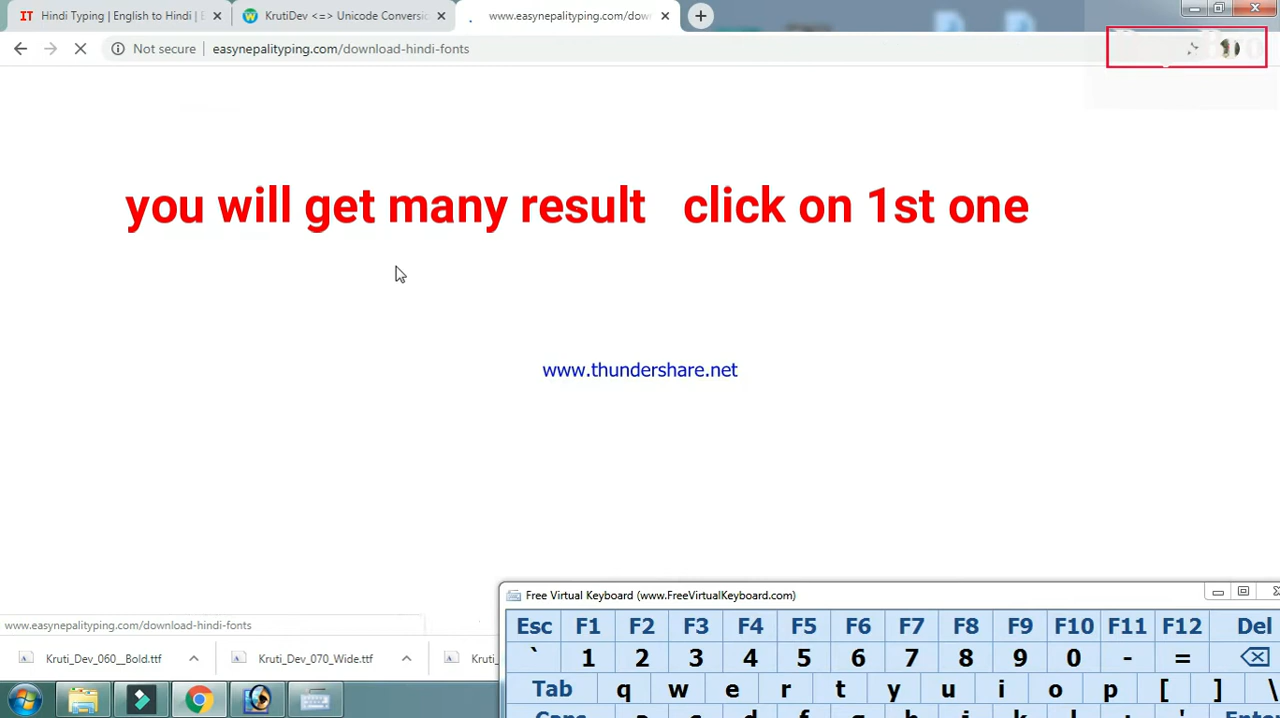 Hindi Typing | English to Hindi |
KrutiDev <=> Unicode Conversic
www.easynepalityping.com/dow
Not secure
easynepalityping.com/download-hindi-fonts
you will get many result click on 1st one
www.thundershare.net
www.easynepalityping.com/download-hindi-fonts
Kruti_Dev_060__Bold.ttf
Kruti_Dev_070_Wide.ttf
Kruti_
Free Virtual Keyboard (www.FreeVirtualKeyboard.com)
Esc F1 F2 F3 F4 F5 F6 F7 F8 F9 F10 F11 F12 Del
` 1 2 3 4 5 6 7 8 9 0 - =
Tab q w e r t y u i o p [ ] \